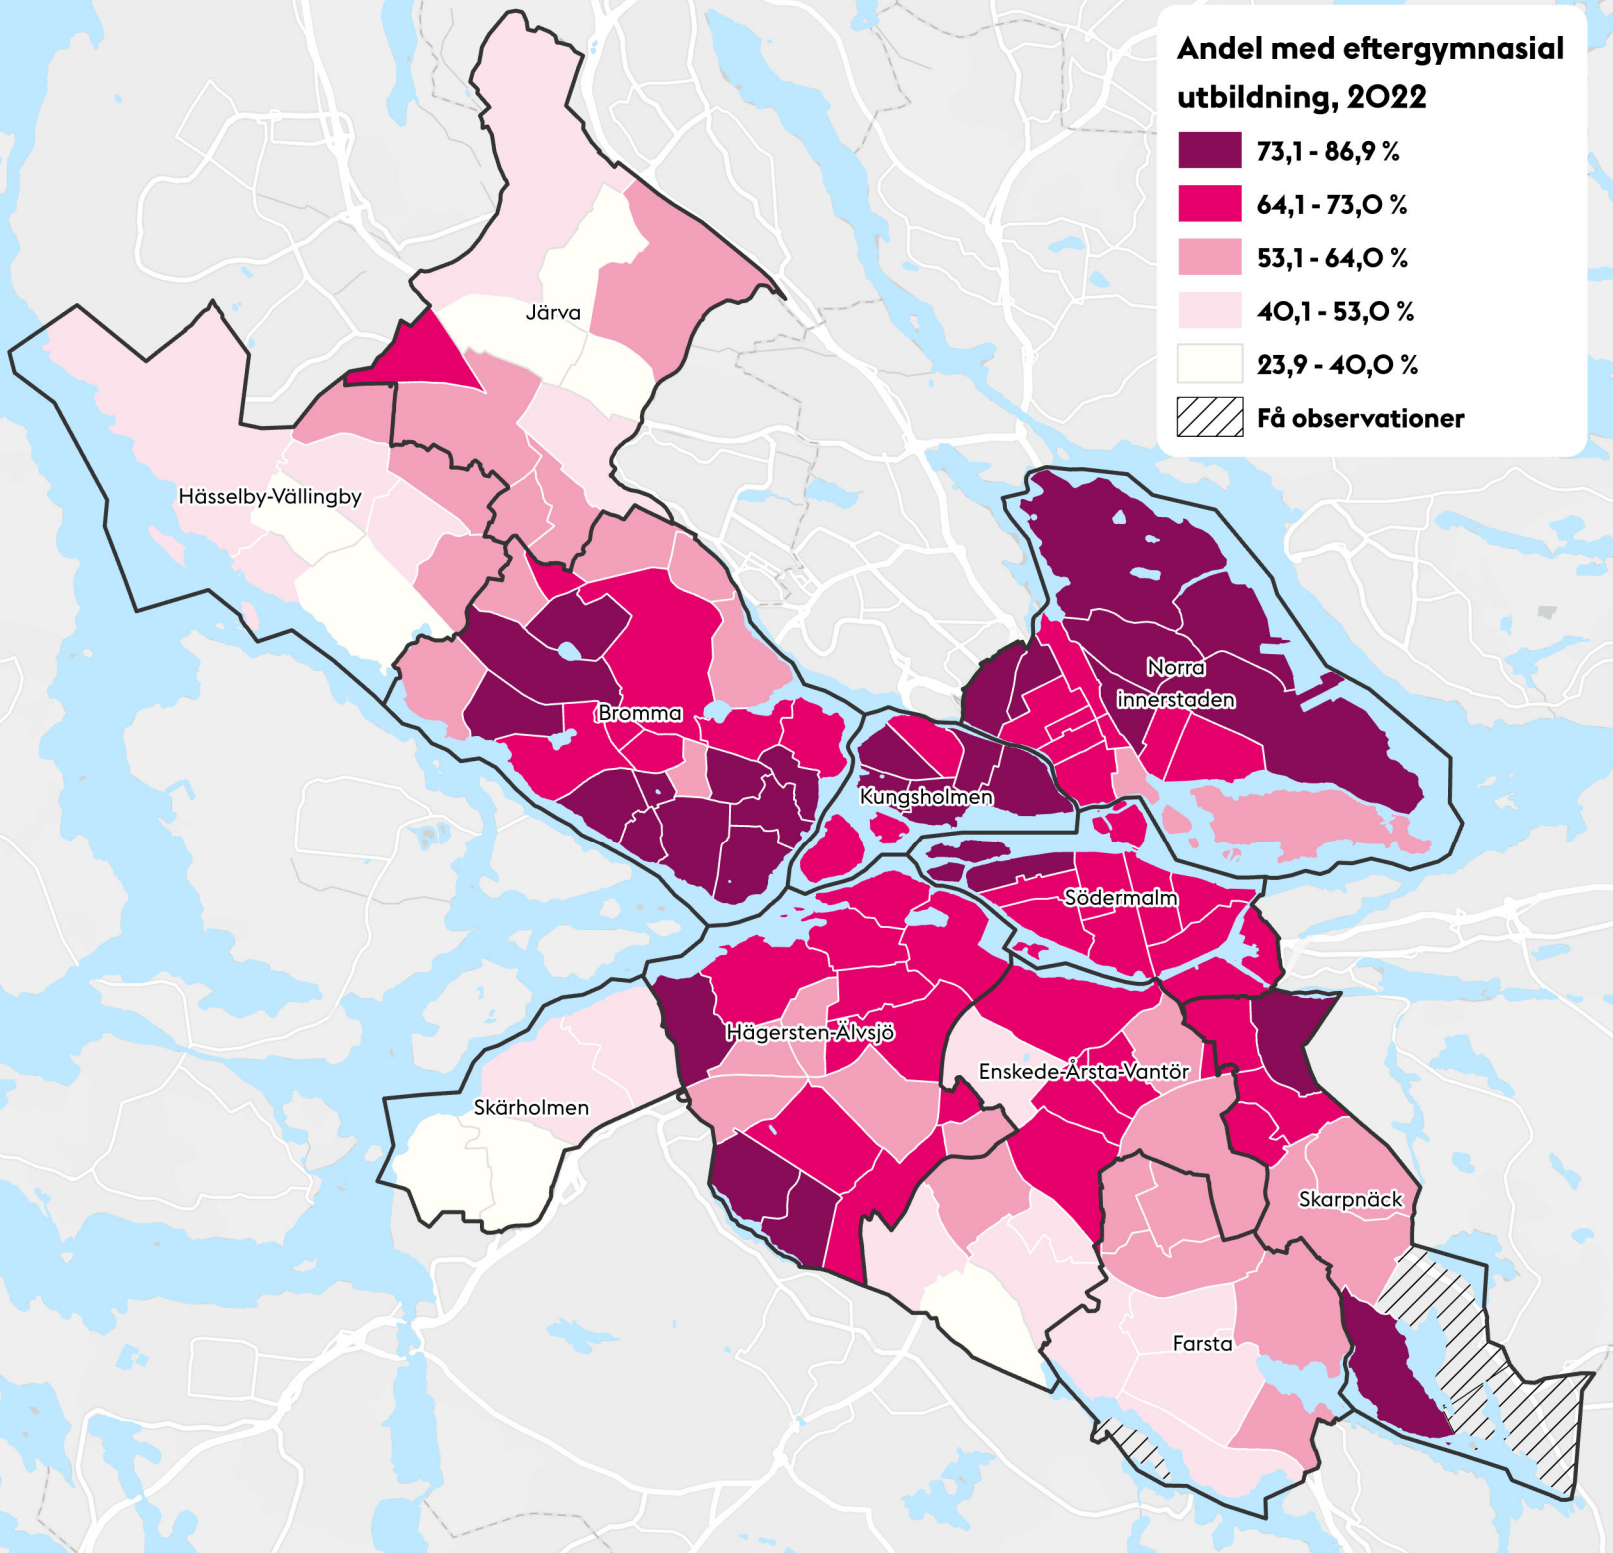 Andel med eftergymnasial
utbildning, 2022
73,1 - 86,9 %
64,1 - 73,0 %
53,1 - 64,0 %
40,1 - 53,0 %
23,9 - 40,0 %
Få observationer
Järva
Hässelby-Vällingby
Norra
innerstaden
Bromma
Kungsholmen
Södermalm
Hägersten-Älvsjö
Enskede-Årsta-Vantör
Skärholmen
Skarpnäck
Farsta